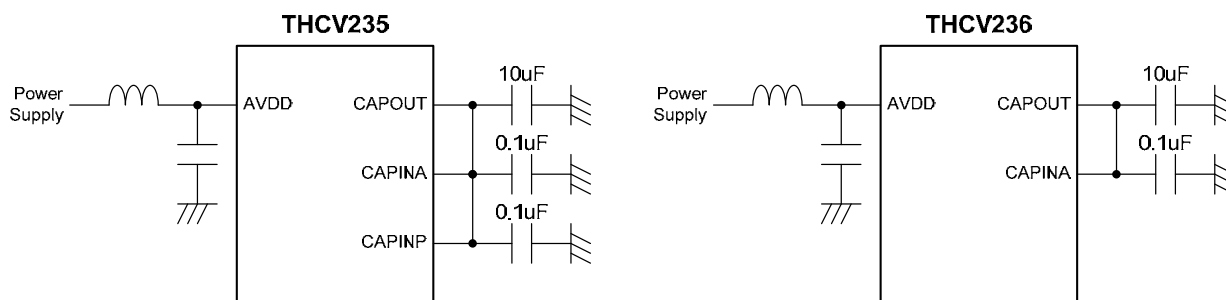 THCV235
Power
Supply
AVDD
CAPOUT
10uF
CAPINA
0.1uF
CAPINP
0.1uF
THCV236
Power
Supply
AVDD
CAPOUT
10uF
CAPINA
0.1uF